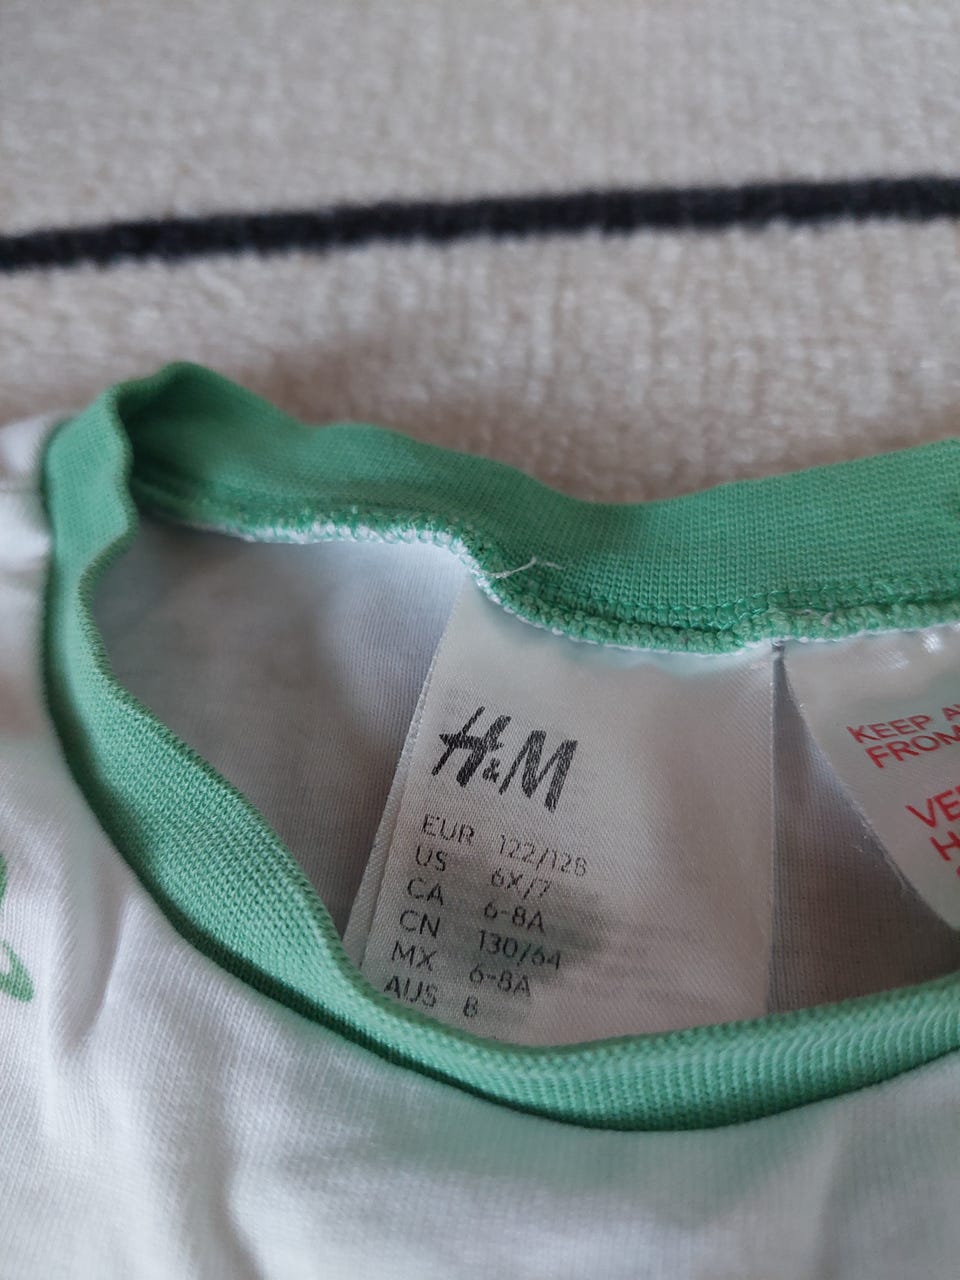 H&M
EUR 122/128
US 6X/7
CA 6-8A
CN 130/64
MX 6-8A
AUS 8
KEEP
FROM